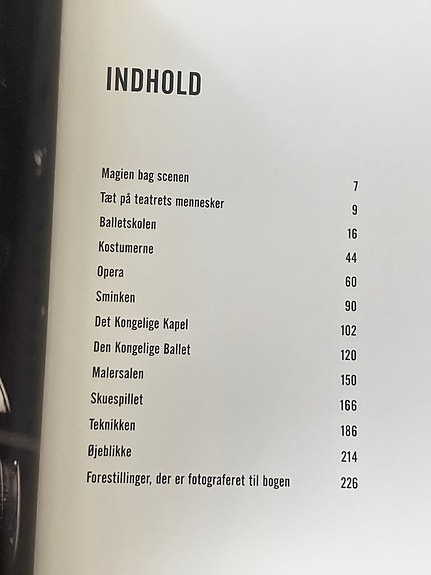 INDHOLD
Magien bag scenen 7
Tæt på teatrets mennesker 9
Balletskolen 16
Kostumerne 44
Opera 60
Sminken 90
Det Kongelige Kapel 102
Den Kongelige Ballet 120
Malersalen 150
Skuespillet 166
Teknikken 186
Øjeblikke 214
Forestillinger, der er fotograferet til bogen 226